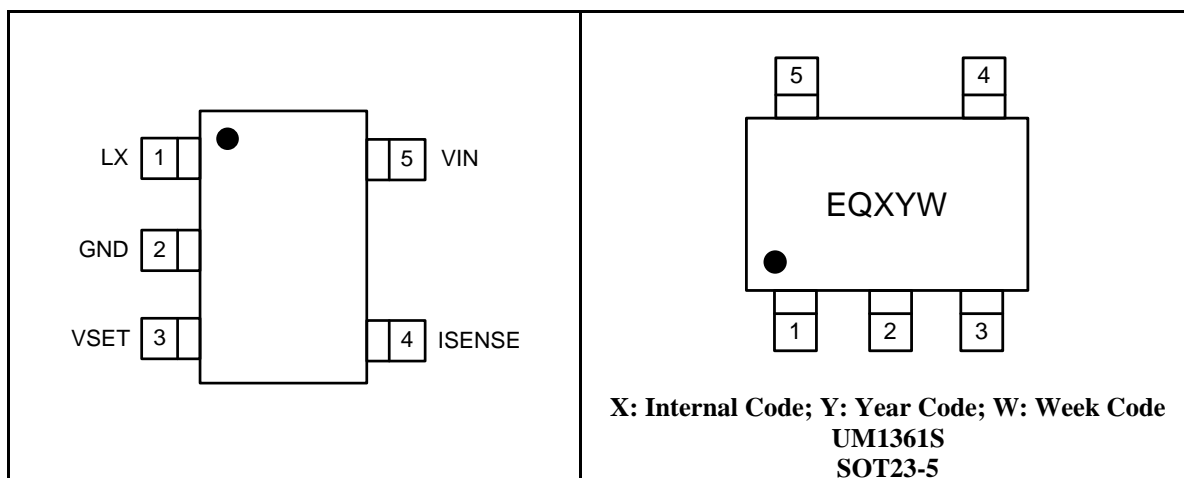 LX 1
5 VIN
GND 2
VSET 3
4 ISENSE
5 4
EQXYW
1 2 3
X: Internal Code; Y: Year Code; W: Week Code
UM1361S
SOT23-5